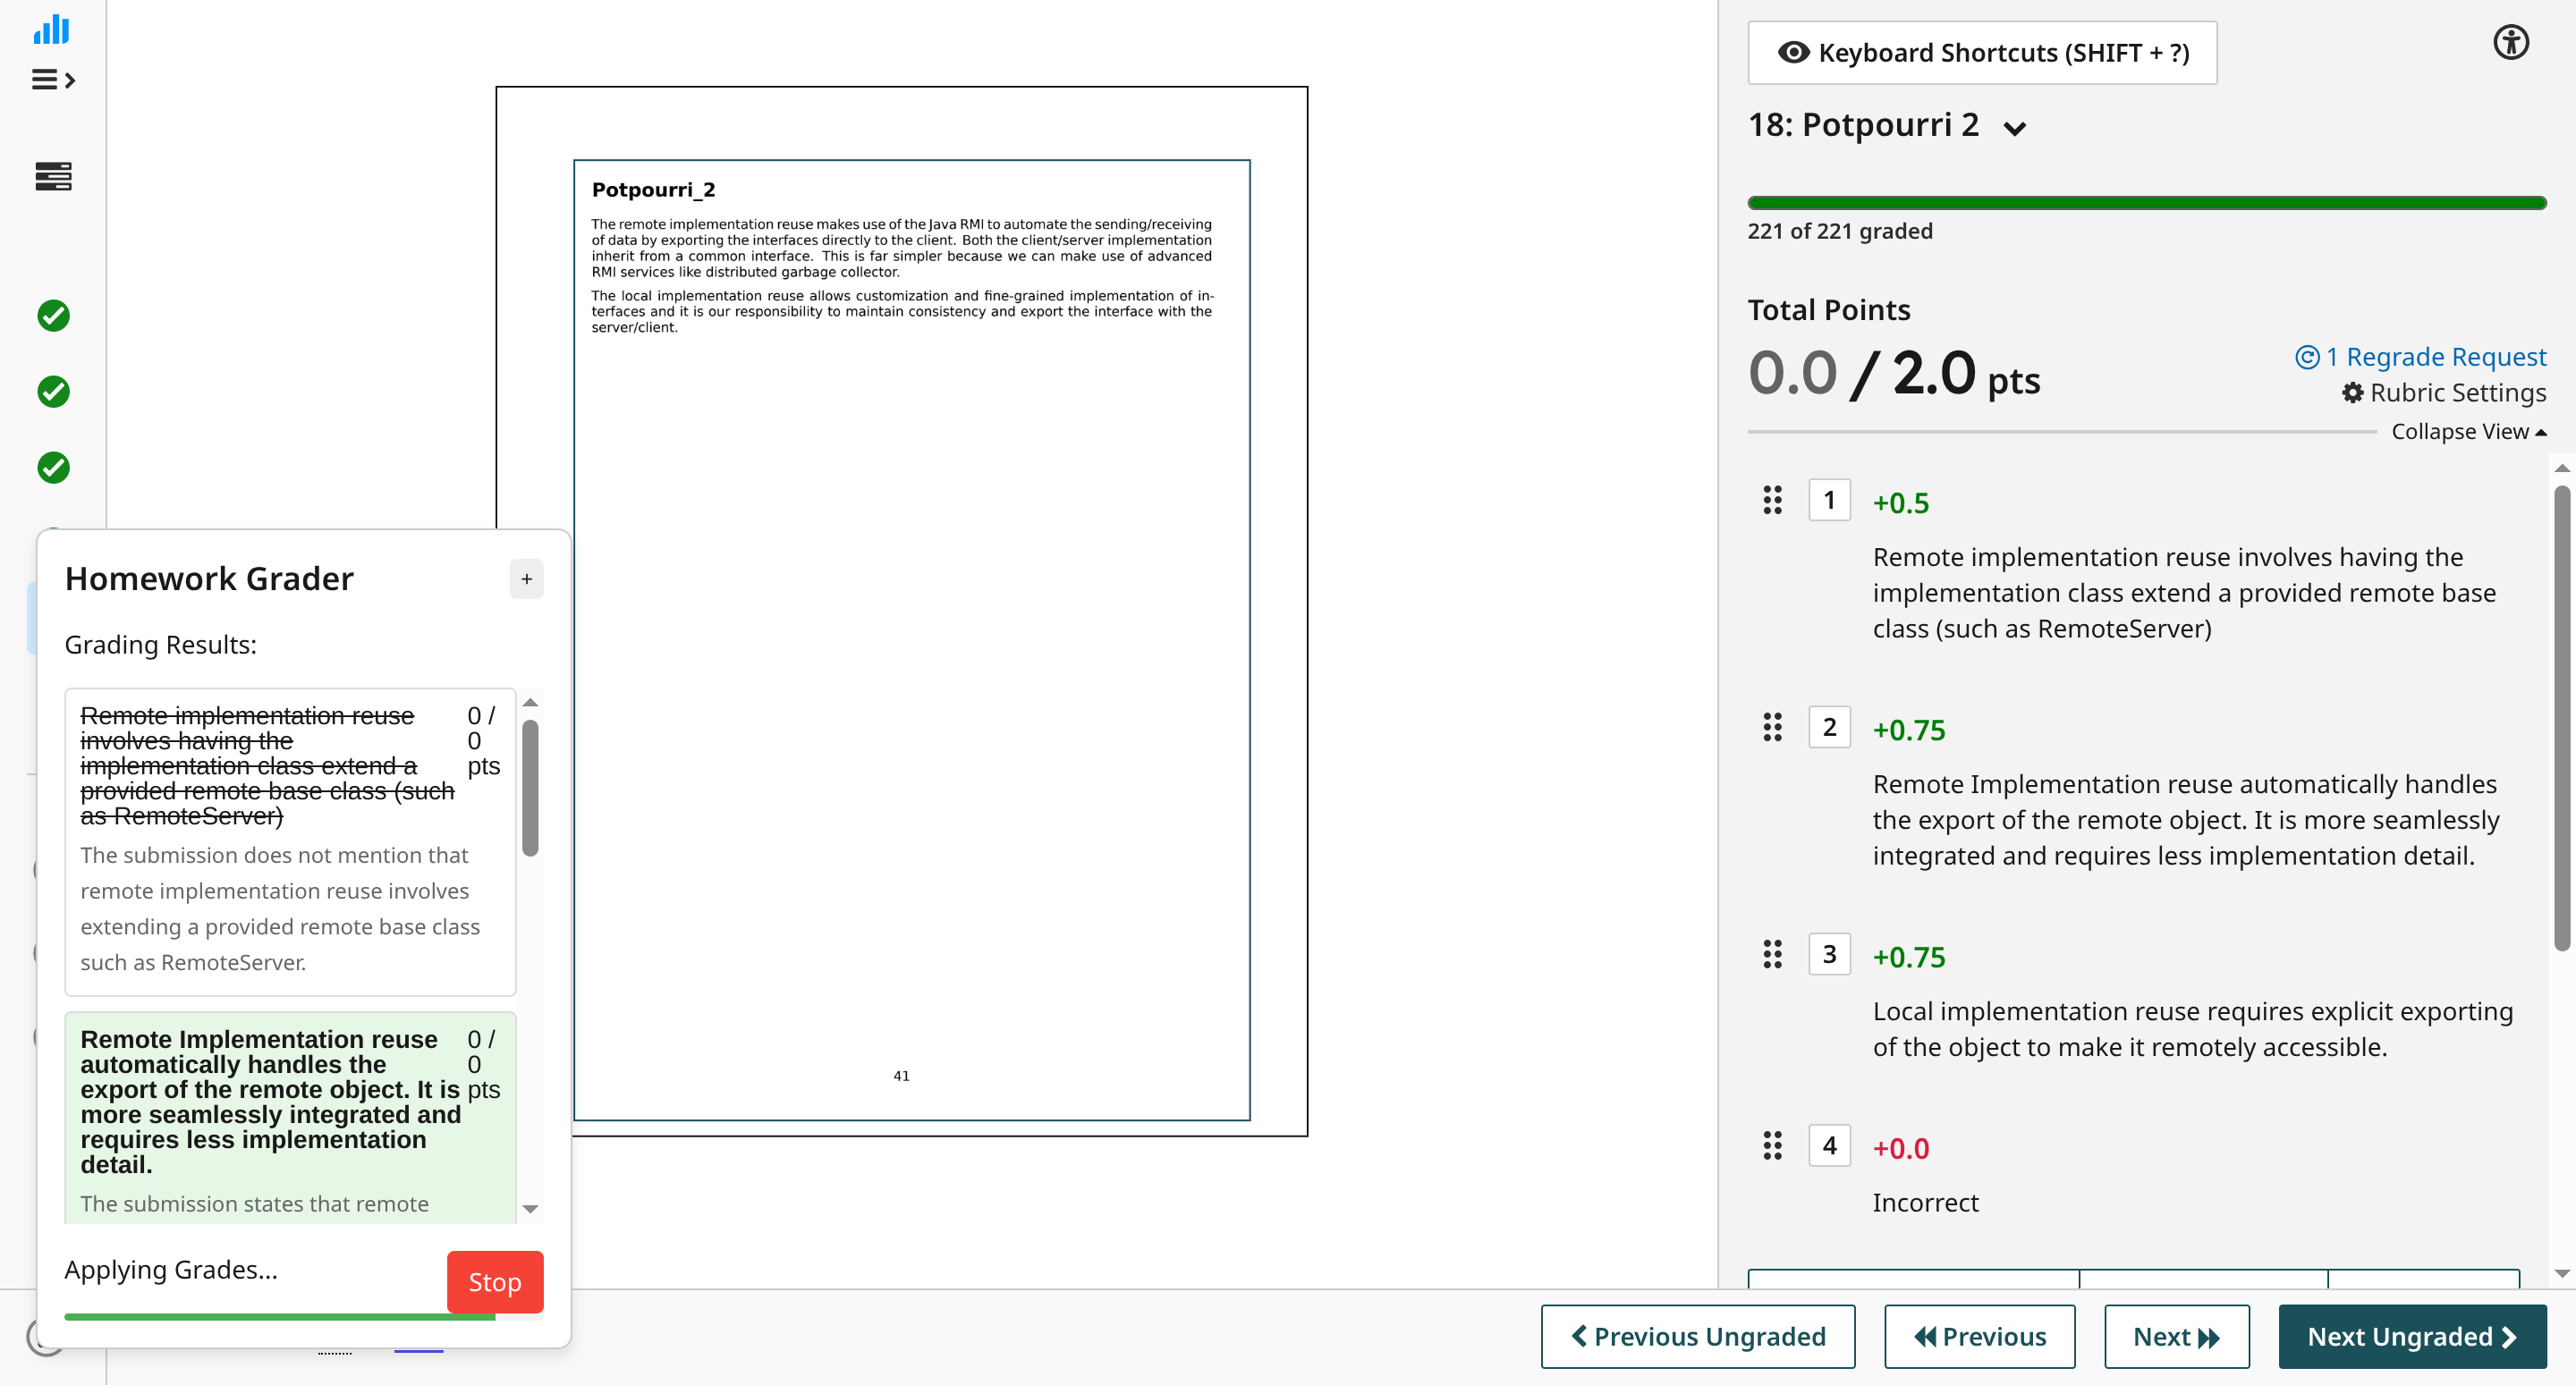 Keyboard Shortcuts (SHIFT + ?)
18: Potpourri 2
221 of 221 graded
Total Points
0.0 / 2.0 pts
1 Regrade Request
Rubric Settings
Collapse View
1 +0.5
Remote implementation reuse involves having the
implementation class extend a provided remote base
class (such as RemoteServer)
2 +0.75
Remote Implementation reuse automatically handles
the export of the remote object. It is more seamlessly
integrated and requires less implementation detail.
3 +0.75
Local implementation reuse requires explicit exporting
of the object to make it remotely accessible.
4 +0.0
Incorrect
Potpourri_2
The remote implementation reuse makes use of the Java RMI to automate the sending/receiving
of data by exporting the interfaces directly to the client. Both the client/server implementation
inherit from a common interface. This is far simpler because we can make use of advanced
RMI services like distributed garbage collector.
The local implementation reuse allows customization and fine-grained implementation of in-
terfaces and it is our responsibility to maintain consistency and export the interface with the
server/client.
41
Homework Grader
+
Grading Results:
Remote implementation reuse
involves having the
implementation class extend a
provided remote base class (such
as RemoteServer)
0 /
0
pts
The submission does not mention that
remote implementation reuse involves
extending a provided remote base class
such as RemoteServer.
Remote Implementation reuse
automatically handles the
export of the remote object. It is
more seamlessly integrated and
requires less implementation
detail.
0 /
0
pts
The submission states that remote
Applying Grades...
Stop
Previous Ungraded
Previous
Next
Next Ungraded